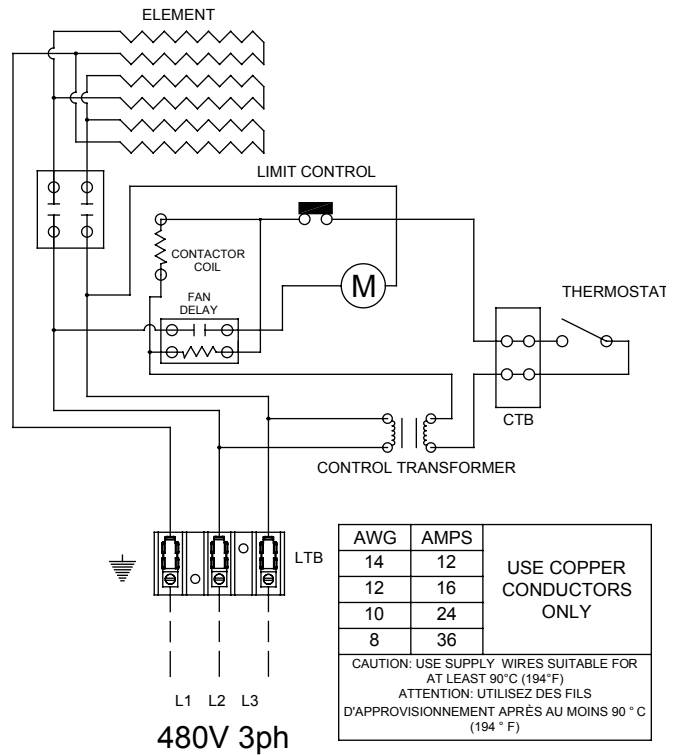 ELEMENT
LIMIT CONTROL
CONTACTOR
COIL
FAN
DELAY
M
THERMOSTAT
CTB
CONTROL TRANSFORMER
LTB
L1 L2 L3
480V 3ph
AWG AMPS
14 12
12 16
10 24
8 36
USE COPPER
CONDUCTORS
ONLY
CAUTION: USE SUPPLY WIRES SUITABLE FOR
AT LEAST 90°C (194°F)
ATTENTION: UTILISEZ DES FILS
D'APPROVISIONNEMENT APRÈS AU MOINS 90 ° C
(194 ° F)